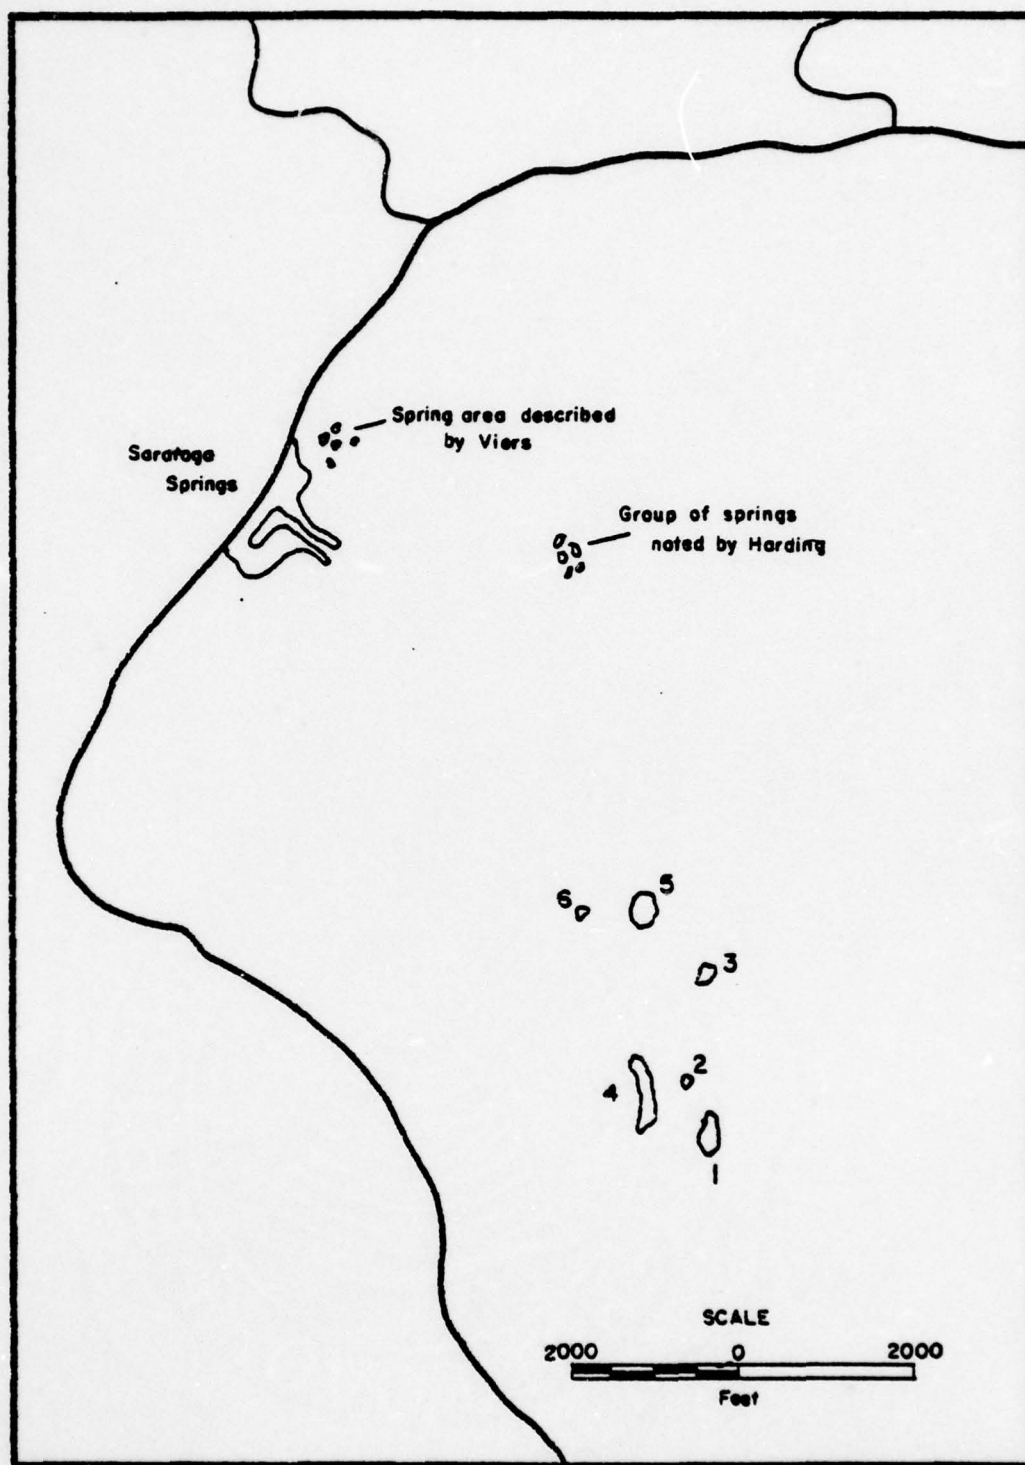 Spring area described
by Viers
Saratoga
Springs
Group of springs
noted by Harding
6
5
3
2
4
1
SCALE
2000 0 2000
Feet